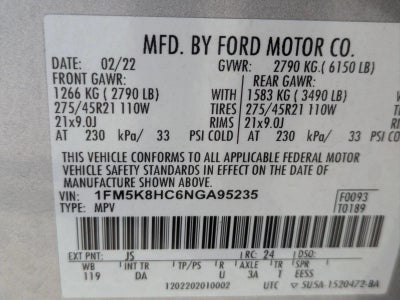 MFD. BY FORD MOTOR CO.
DATE: 02/22 GVWR: 2790 KG.( 6150 LB)
FRONT GAWR: REAR GAWR:
1266 KG ( 2790 LB) WITH 1583 KG ( 3490 LB)
275/45R21 110W TIRES 275/45R21 110W
21x9.0J RIMS 21x9.0J
AT 230 kPa/ 33 PSI COLD AT 230 kPa/ 33 PSI COLD
THIS VEHICLE CONFORMS TO ALL APPLICABLE FEDERAL MOTOR
VEHICLE SAFETY STANDARDS IN EFFECT ON THE DATE OF
MANUFACTURE SHOWN ABOVE.
VIN: 1FM5K8HC6NGA95235 F0093
TYPE: MPV T0189
EXT PNT: JS RC: 24 DSO:
WB INT TR TP/PS R AXLE TR
119 DA U 3A EESS
1202202010002 UTC 5U5A-1520472-BA